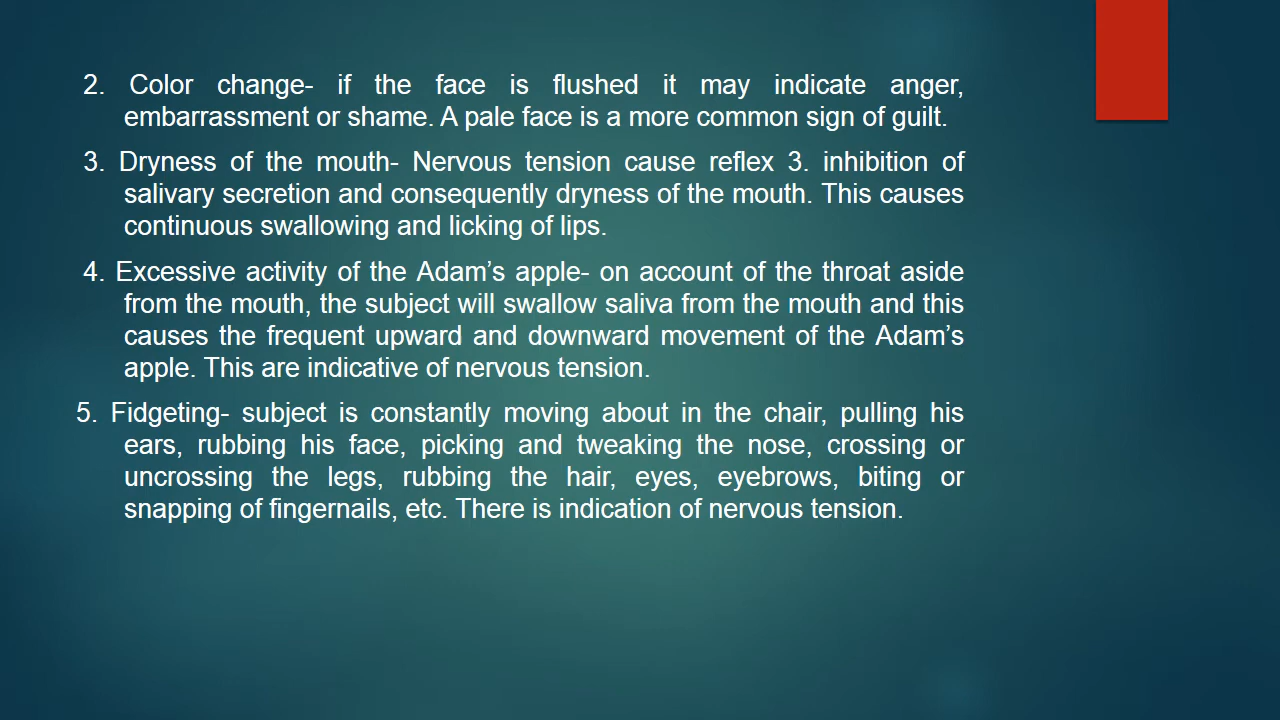 2. Color change- if the face is flushed it may indicate anger,
embarrassment or shame. A pale face is a more common sign of guilt.
3. Dryness of the mouth- Nervous tension cause reflex 3. inhibition of
salivary secretion and consequently dryness of the mouth. This causes
continuous swallowing and licking of lips.
4. Excessive activity of the Adam’s apple- on account of the throat aside
from the mouth, the subject will swallow saliva from the mouth and this
causes the frequent upward and downward movement of the Adam’s
apple. This are indicative of nervous tension.
5. Fidgeting- subject is constantly moving about in the chair, pulling his
ears, rubbing his face, picking and tweaking the nose, crossing or
uncrossing the legs, rubbing the hair, eyes, eyebrows, biting or
snapping of fingernails, etc. There is indication of nervous tension.